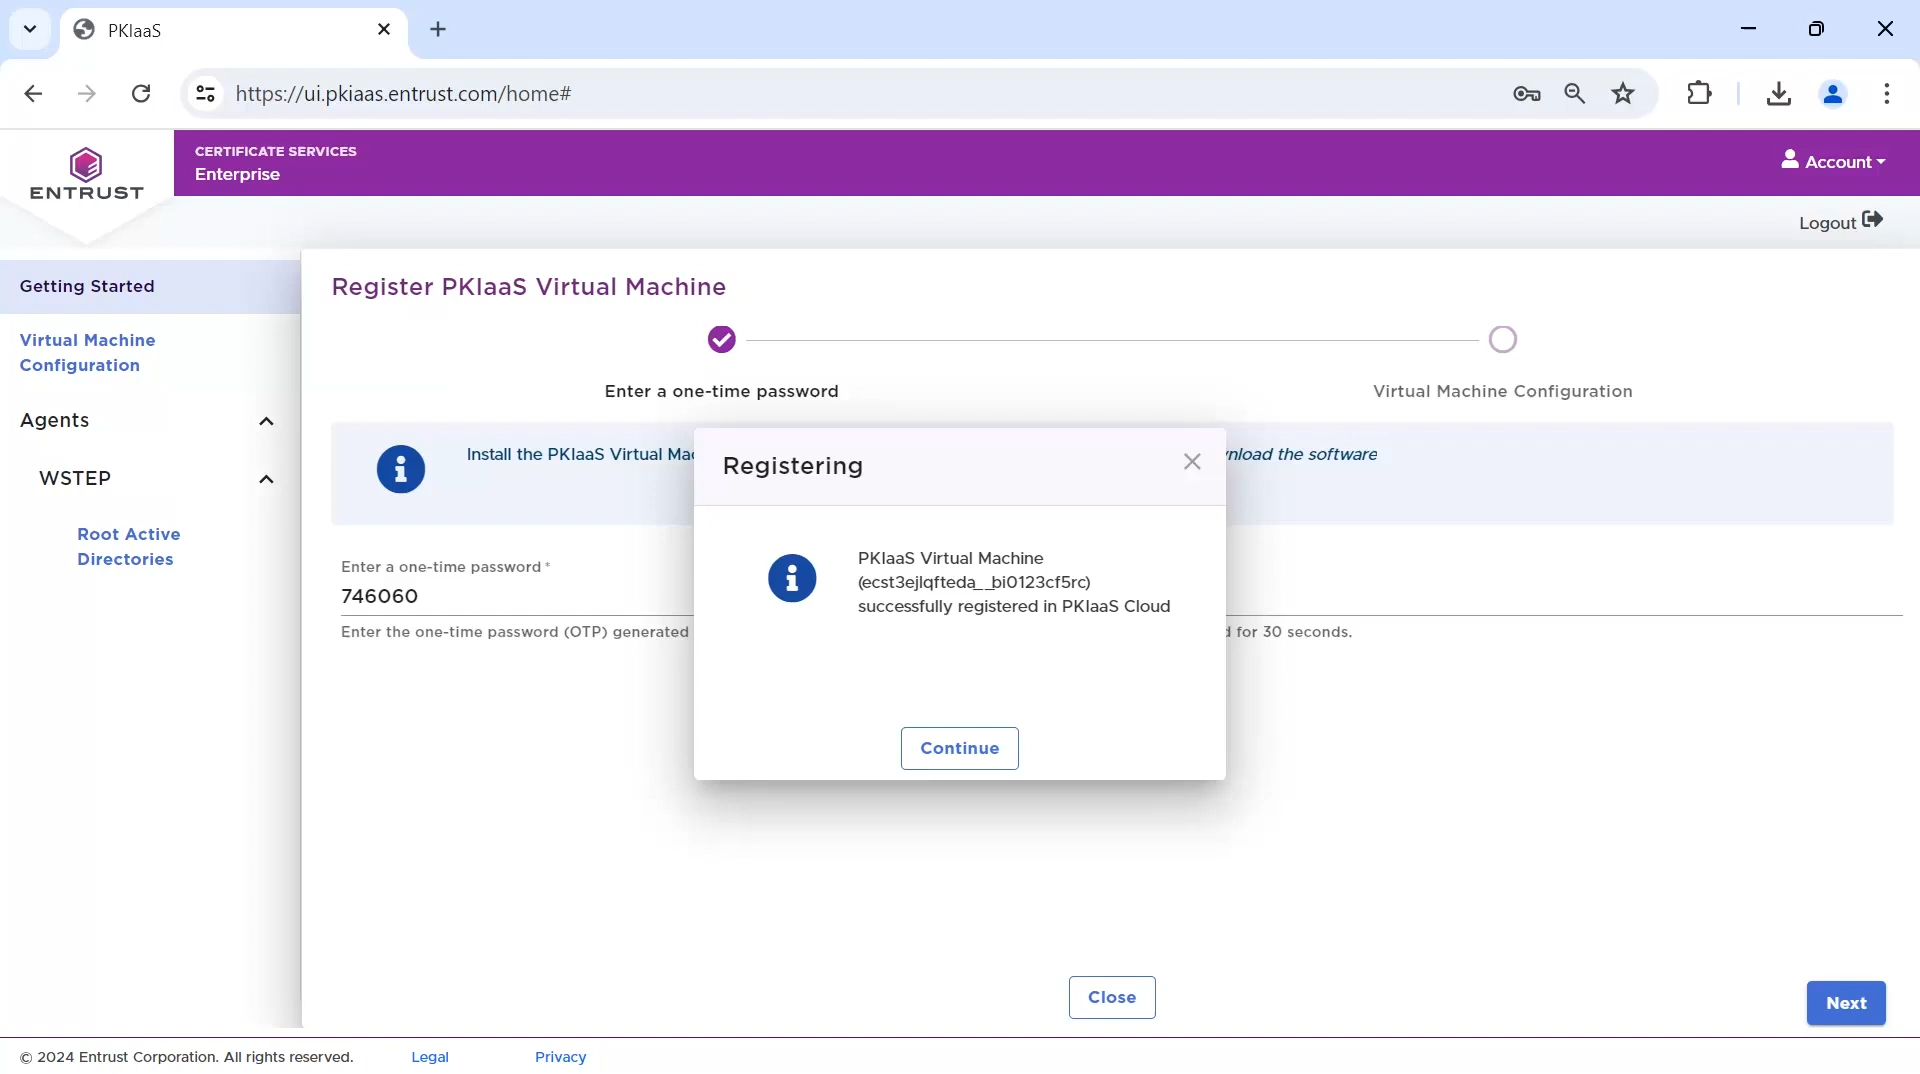 PKIaaS
https://ui.pkiaas.entrust.com/home#
ENTRUST
CERTIFICATE SERVICES
Enterprise
Account
Logout
Getting Started
Virtual Machine
Configuration
Agents
WSTEP
Root Active
Directories
Register PKIaaS Virtual Machine
Enter a one-time password
Virtual Machine Configuration
Install the PKIaaS Virtual
the software
Enter a one-time password *
746060
Enter the one-time password (OTP) generated
for 30 seconds.
Registering
PKIaaS Virtual Machine
(ecst3ejlqfteda__bi0123cf5rc)
successfully registered in PKIaaS Cloud
Continue
Close
Next
© 2024 Entrust Corporation. All rights reserved.
Legal
Privacy